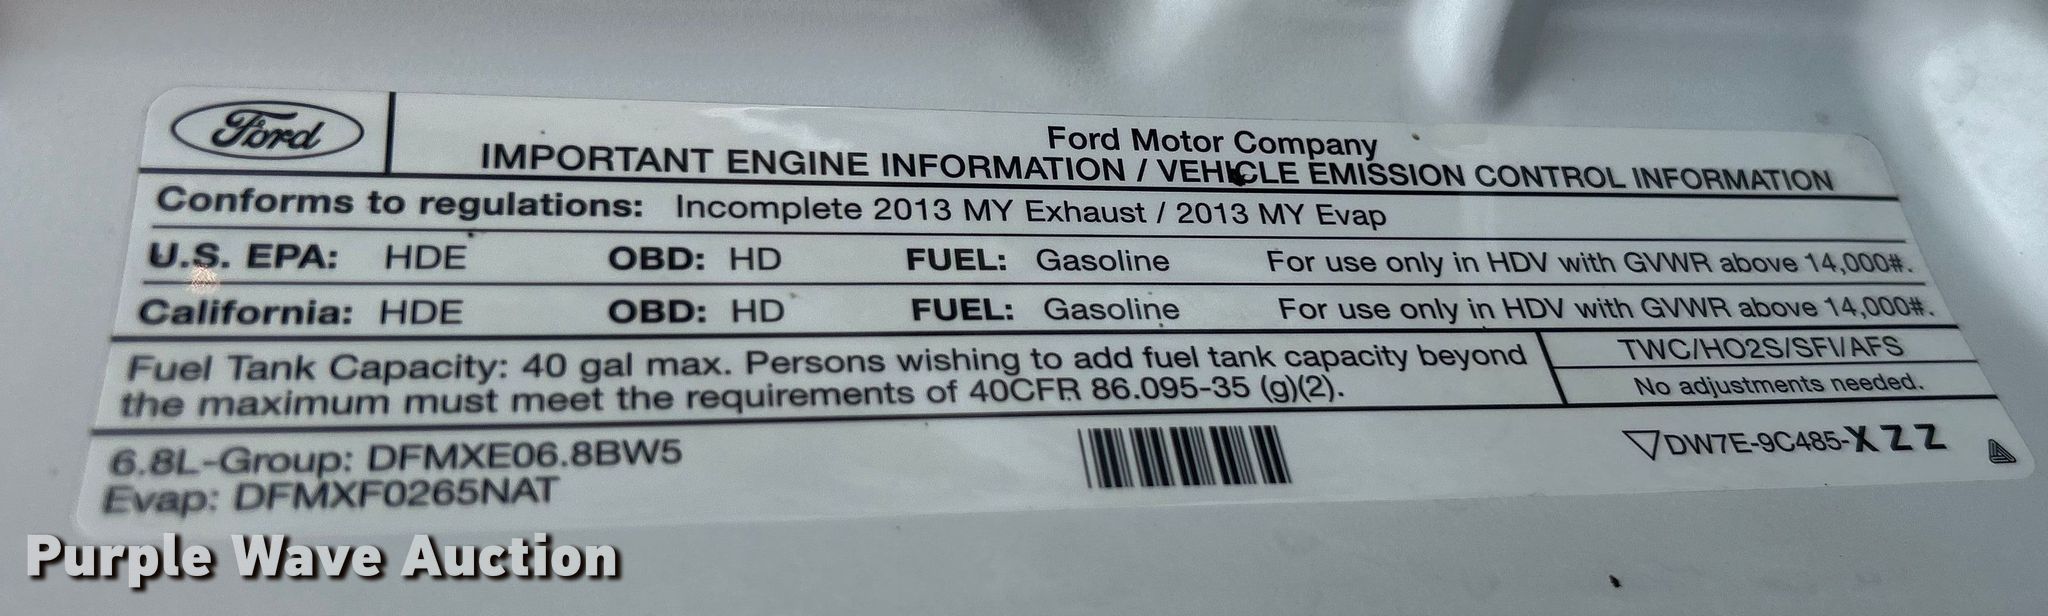 Ford
Ford Motor Company
IMPORTANT ENGINE INFORMATION / VEHICLE EMISSION CONTROL INFORMATION
Conforms to regulations: Incomplete 2013 MY Exhaust / 2013 MY Evap
U.S. EPA: HDE OBD: HD FUEL: Gasoline For use only in HDV with GVWR above 14,000#.
California: HDE OBD: HD FUEL: Gasoline For use only in HDV with GVWR above 14,000#.
Fuel Tank Capacity: 40 gal max. Persons wishing to add fuel tank capacity beyond
the maximum must meet the requirements of 40CFR 86.095-35 (g)(2).
TWC/HO2S/SFI/AFS
No adjustments needed.
6.8L-Group: DFMXE06.8BW5
Evap: DFMXF0265NAT
▽DW7E-9C485-XZZ
Purple Wave Auction